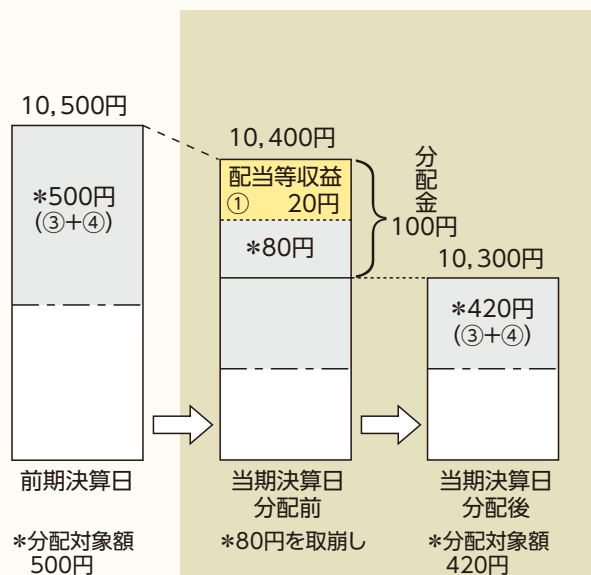 10,500円
*500円
(③+④)
前期決算日
*分配対象額
500円
10,400円
配当等収益
① 20円
*80円
分配金
100円
当期決算日
分配前
*80円を取崩し
10,300円
*420円
(③+④)
当期決算日
分配後
*分配対象額
420円